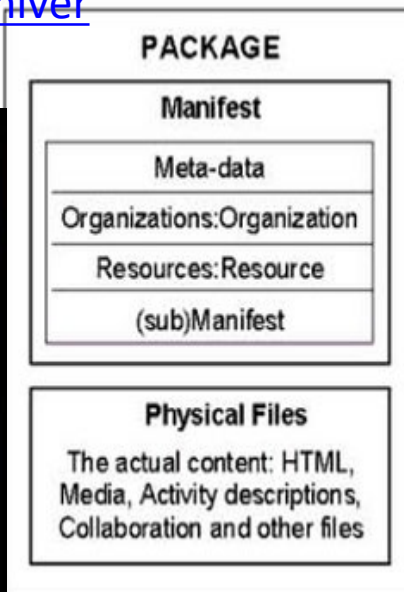 PACKAGE
Manifest
Meta-data
Organizations:Organization
Resources:Resource
(sub)Manifest
Physical Files
The actual content: HTML,
Media, Activity descriptions,
Collaboration and other files